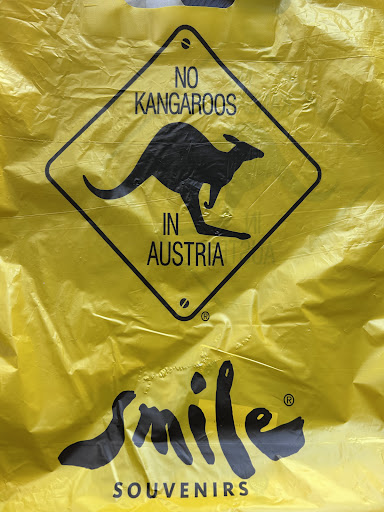 NO
KANGAROOS
IN
AUSTRIA
®
smile®
SOUVENIRS